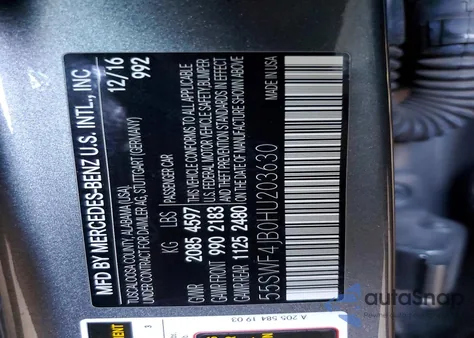 MFD BY MERCEDES-BENZ U.S. INTL., INC
TUSCALOOSA COUNTY, ALABAMA (USA)
UNDER CONTRACT FOR DAIMLER AG, STUTTGART (GERMANY)
12/16
992
KG LBS PASSENGER CAR
GVWR 2085 4597 THIS VEHICLE CONFORMS TO ALL APPLICABLE
GAWR FRONT 990 2183 U.S. FEDERAL MOTOR VEHICLE SAFETY, BUMPER
GAWR REAR 1125 2480 & THEFT PREVENTION STANDARDS IN EFFECT
ON THE DATE OF MANUFACTURE SHOWN ABOVE
55SWF4JB0HU203630
MADE IN USA
A 205 584 19 03
3
autoSnap